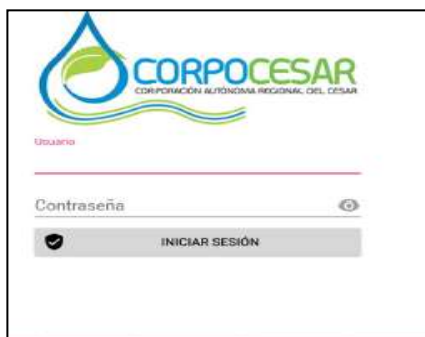 CORPOCESAR
CORPORACIÓN AUTÓNOMA REGIONAL DEL CESAR
Usuario
Contraseña
INICIAR SESIÓN